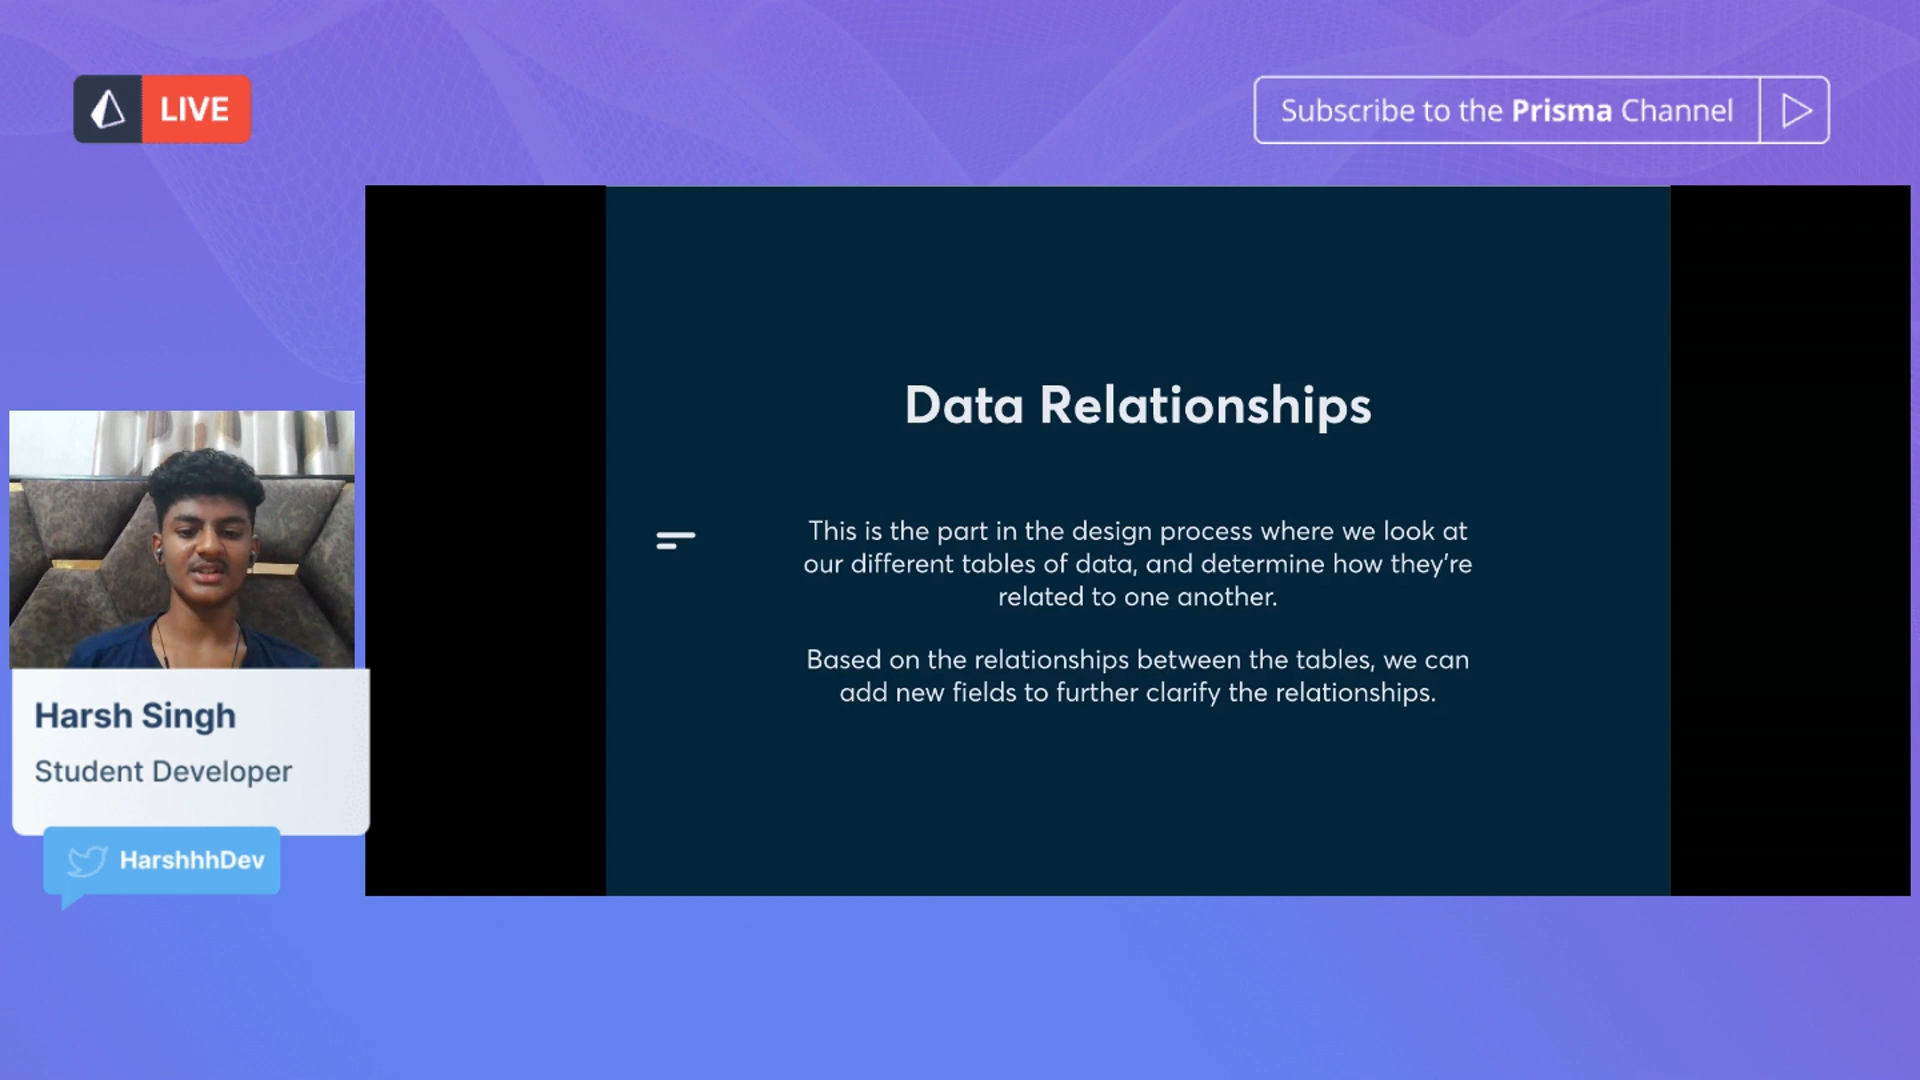 LIVE
Subscribe to the Prisma Channel
Data Relationships
This is the part in the design process where we look at
our different tables of data, and determine how they’re
related to one another.
Based on the relationships between the tables, we can
add new fields to further clarify the relationships.
Harsh Singh
Student Developer
HarshhhDev